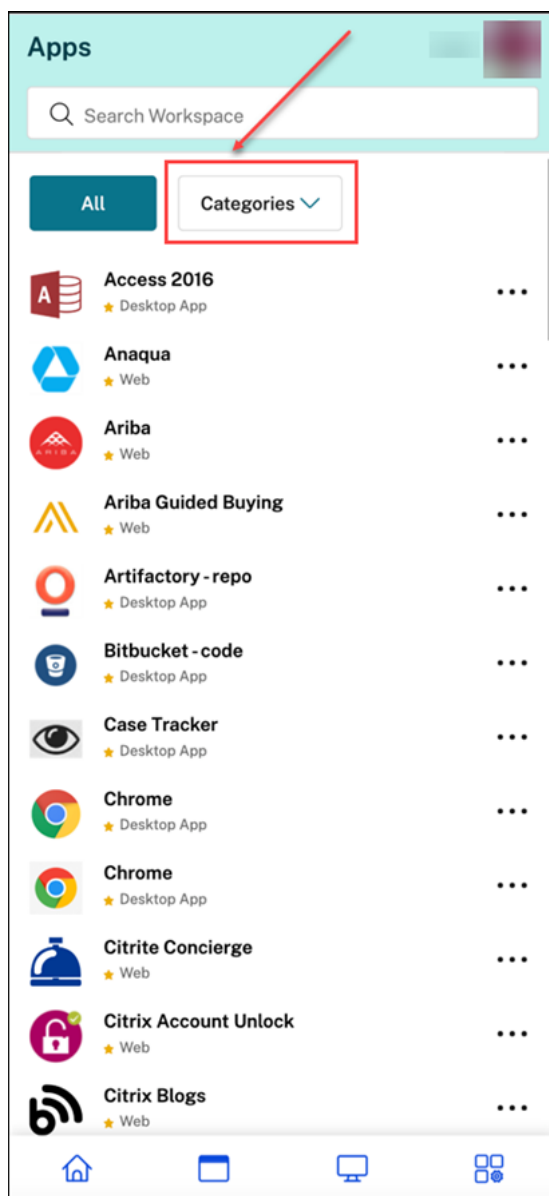 Apps
Search Workspace
All
Categories
Access 2016
Desktop App
Anaqua
Web
Ariba
Web
ARIBA
Ariba Guided Buying
Web
Artifactory - repo
Desktop App
Bitbucket - code
Desktop App
Case Tracker
Desktop App
Chrome
Desktop App
Chrome
Desktop App
Citrite Concierge
Web
Citrix Account Unlock
Web
Citrix Blogs
Web